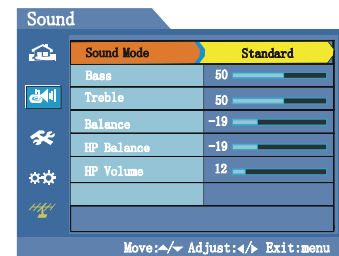 Sound
Sound Mode Standard
Bass 50
Treble 50
Balance -19
HP Balance -19
HP Volume 12
Move:▲/▼ Adjust:◀/▶ Exit:menu